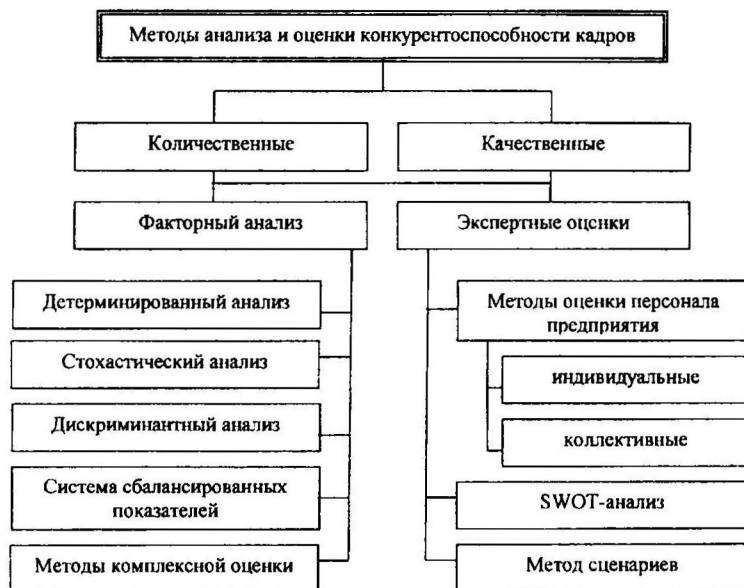 Методы анализа и оценки конкурентоспособности кадров
Количественные
Качественные
Факторный анализ
Экспертные оценки
Детерминированный анализ
Стохастический анализ
Дискриминантный анализ
Система сбалансированных
показателей
Методы комплексной оценки
Методы оценки персонала
предприятия
индивидуальные
коллективные
SWOT-анализ
Метод сценариев